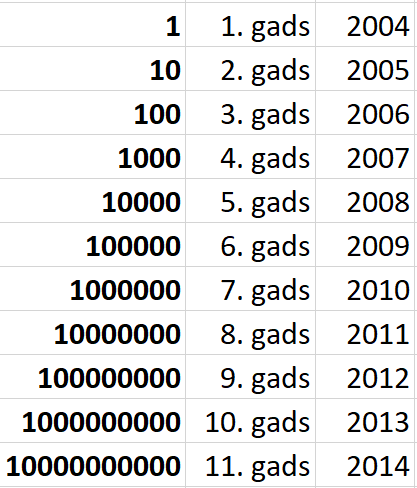 1 1. gads 2004
10 2. gads 2005
100 3. gads 2006
1000 4. gads 2007
10000 5. gads 2008
100000 6. gads 2009
1000000 7. gads 2010
10000000 8. gads 2011
100000000 9. gads 2012
1000000000 10. gads 2013
10000000000 11. gads 2014